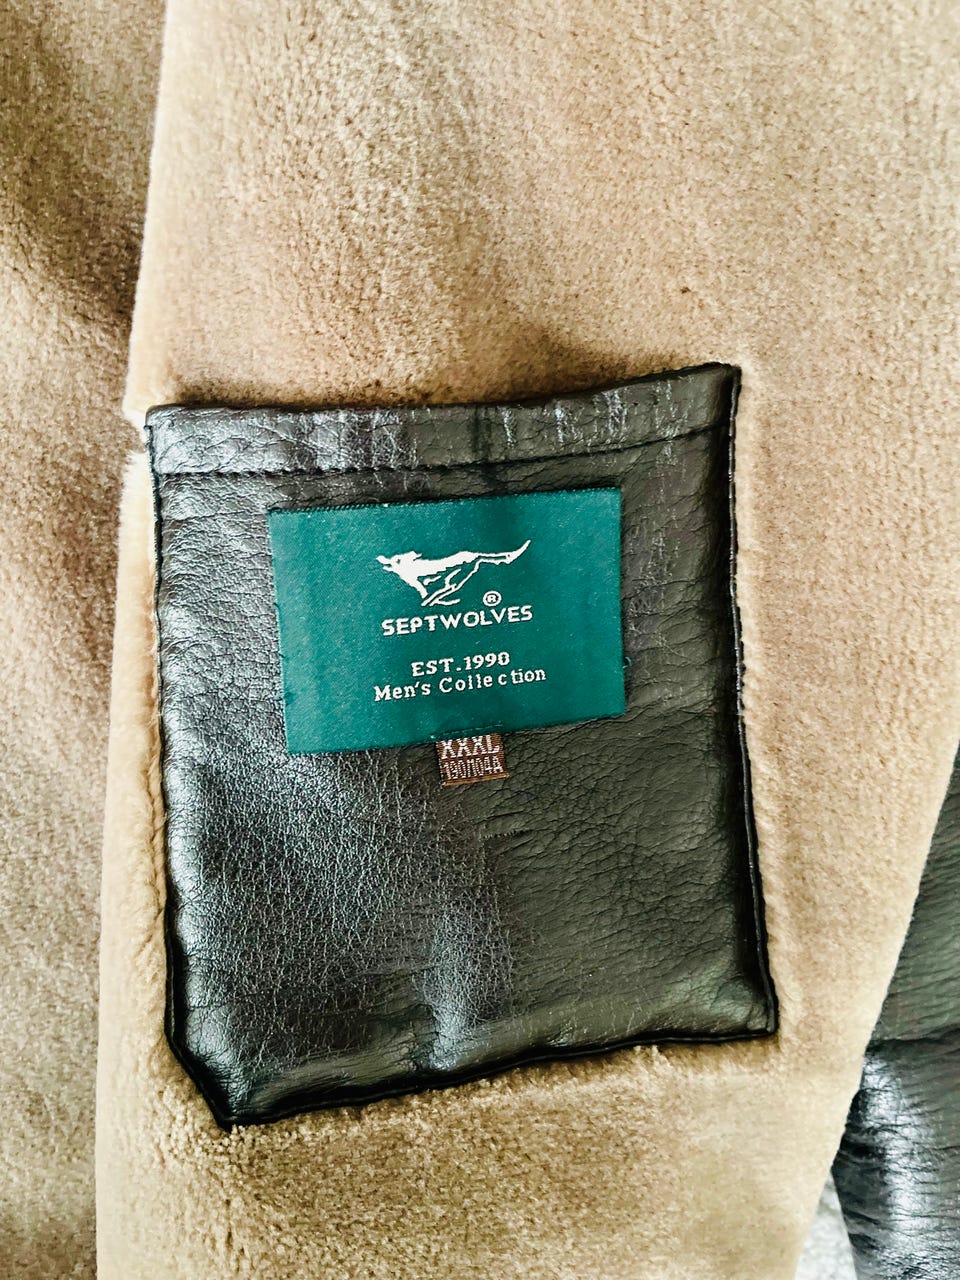 ®
SEPTWOLVES
EST.1990
Men's Collection
XXXL
190/104A